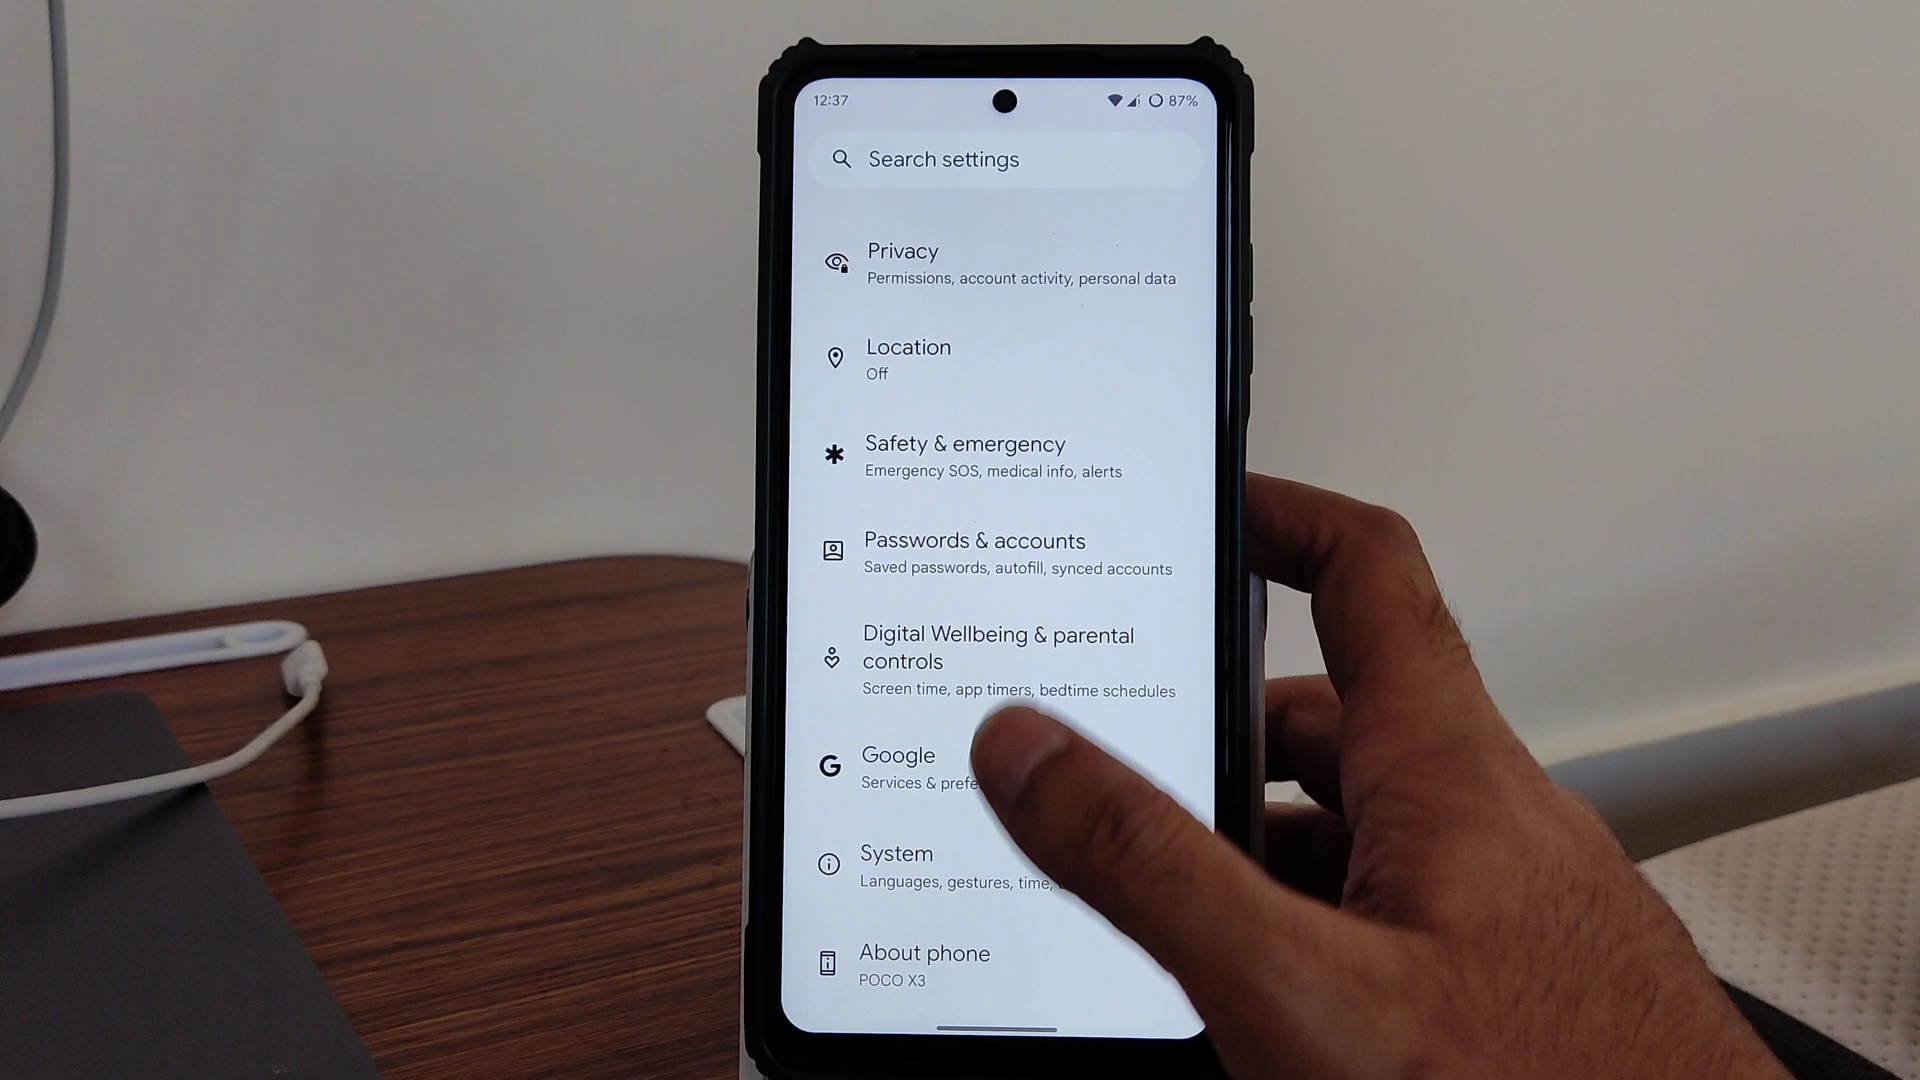 12:37 87%
Search settings
Privacy
Permissions, account activity, personal data
Location
Off
Safety & emergency
Emergency SOS, medical info, alerts
Passwords & accounts
Saved passwords, autofill, synced accounts
Digital Wellbeing & parental
controls
Screen time, app timers, bedtime schedules
Google
Services &
System
Languages, gestures, time,
About phone
POCO X3